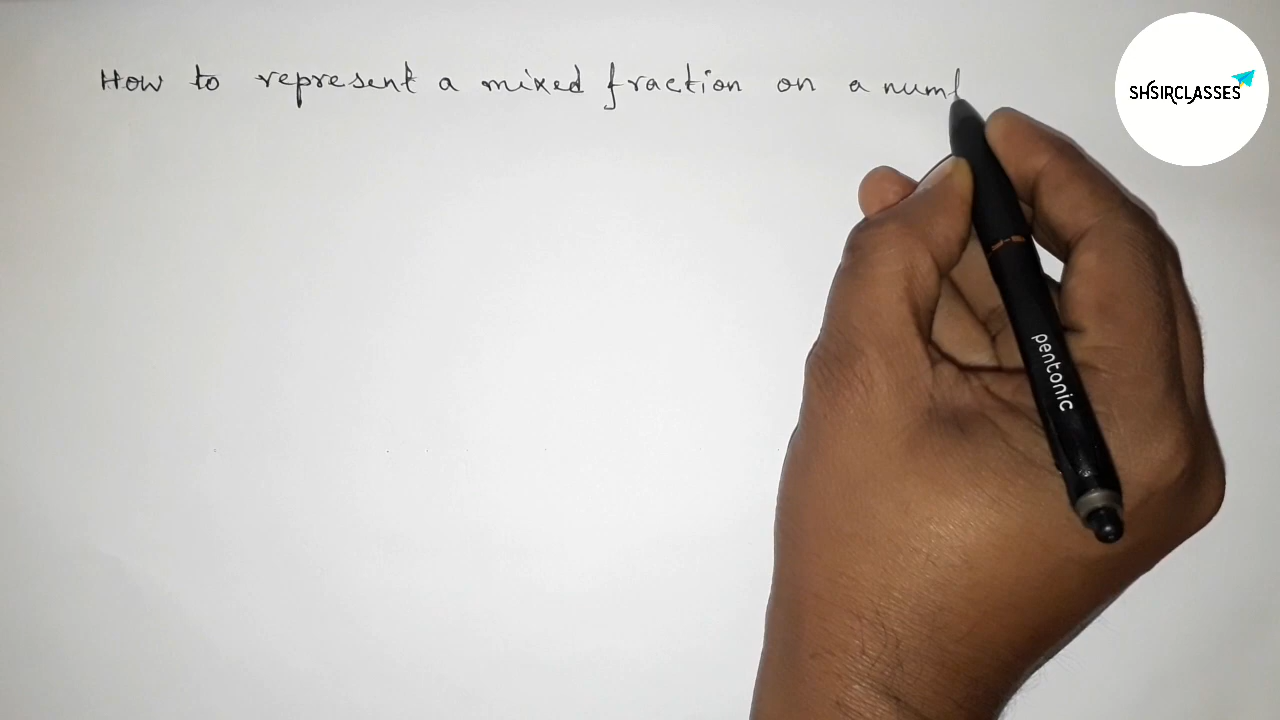 How to represent a mixed fraction on a num
SHSIRCLASSES
pentonic